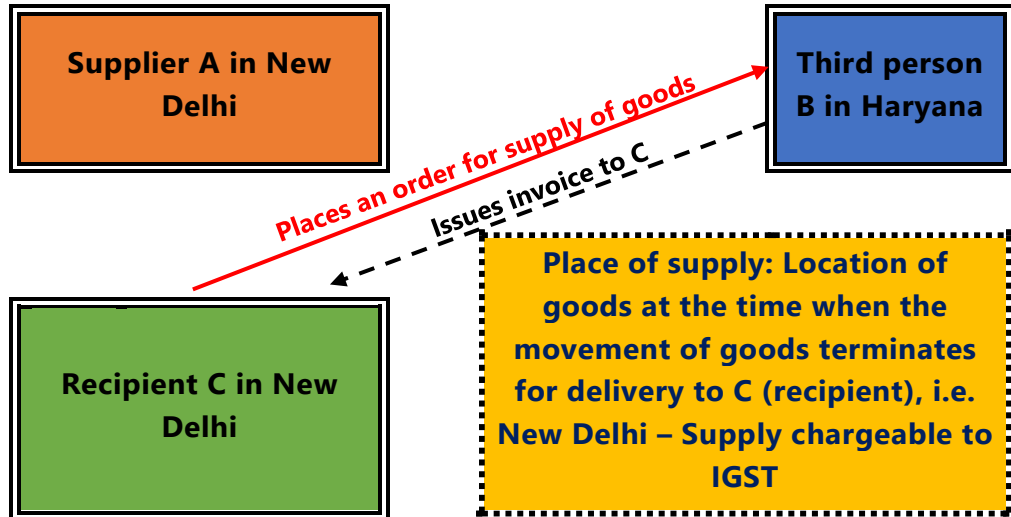 Supplier A in New
Delhi
Third person
B in Haryana
Places an order for supply of goods
Issues invoice to C
Recipient C in New
Delhi
Place of supply: Location of
goods at the time when the
movement of goods terminates
for delivery to C (recipient), i.e.
New Delhi – Supply chargeable to
IGST